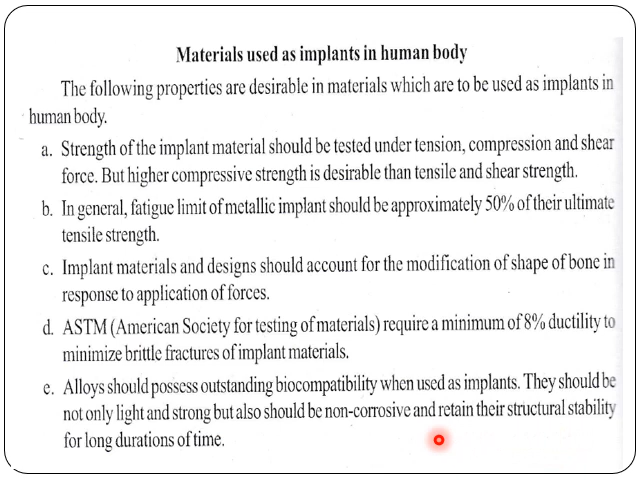 Materials used as implants in human body
The following properties are desirable in materials which are to be used as implants in
human body.
a. Strength of the implant material should be tested under tension, compression and shear
force. But higher compressive strength is desirable than tensile and shear strength.
b. In general, fatigue limit of metallic implant should be approximately 50% of their ultimate
tensile strength.
c. Implant materials and designs should account for the modification of shape of bone in
response to application of forces.
d. ASTM (American Society for testing of materials) require a minimum of 8% ductility to
minimize brittle fractures of implant materials.
e. Alloys should possess outstanding biocompatibility when used as implants. They should be
not only light and strong but also should be non-corrosive and retain their structural stability
for long durations of time.